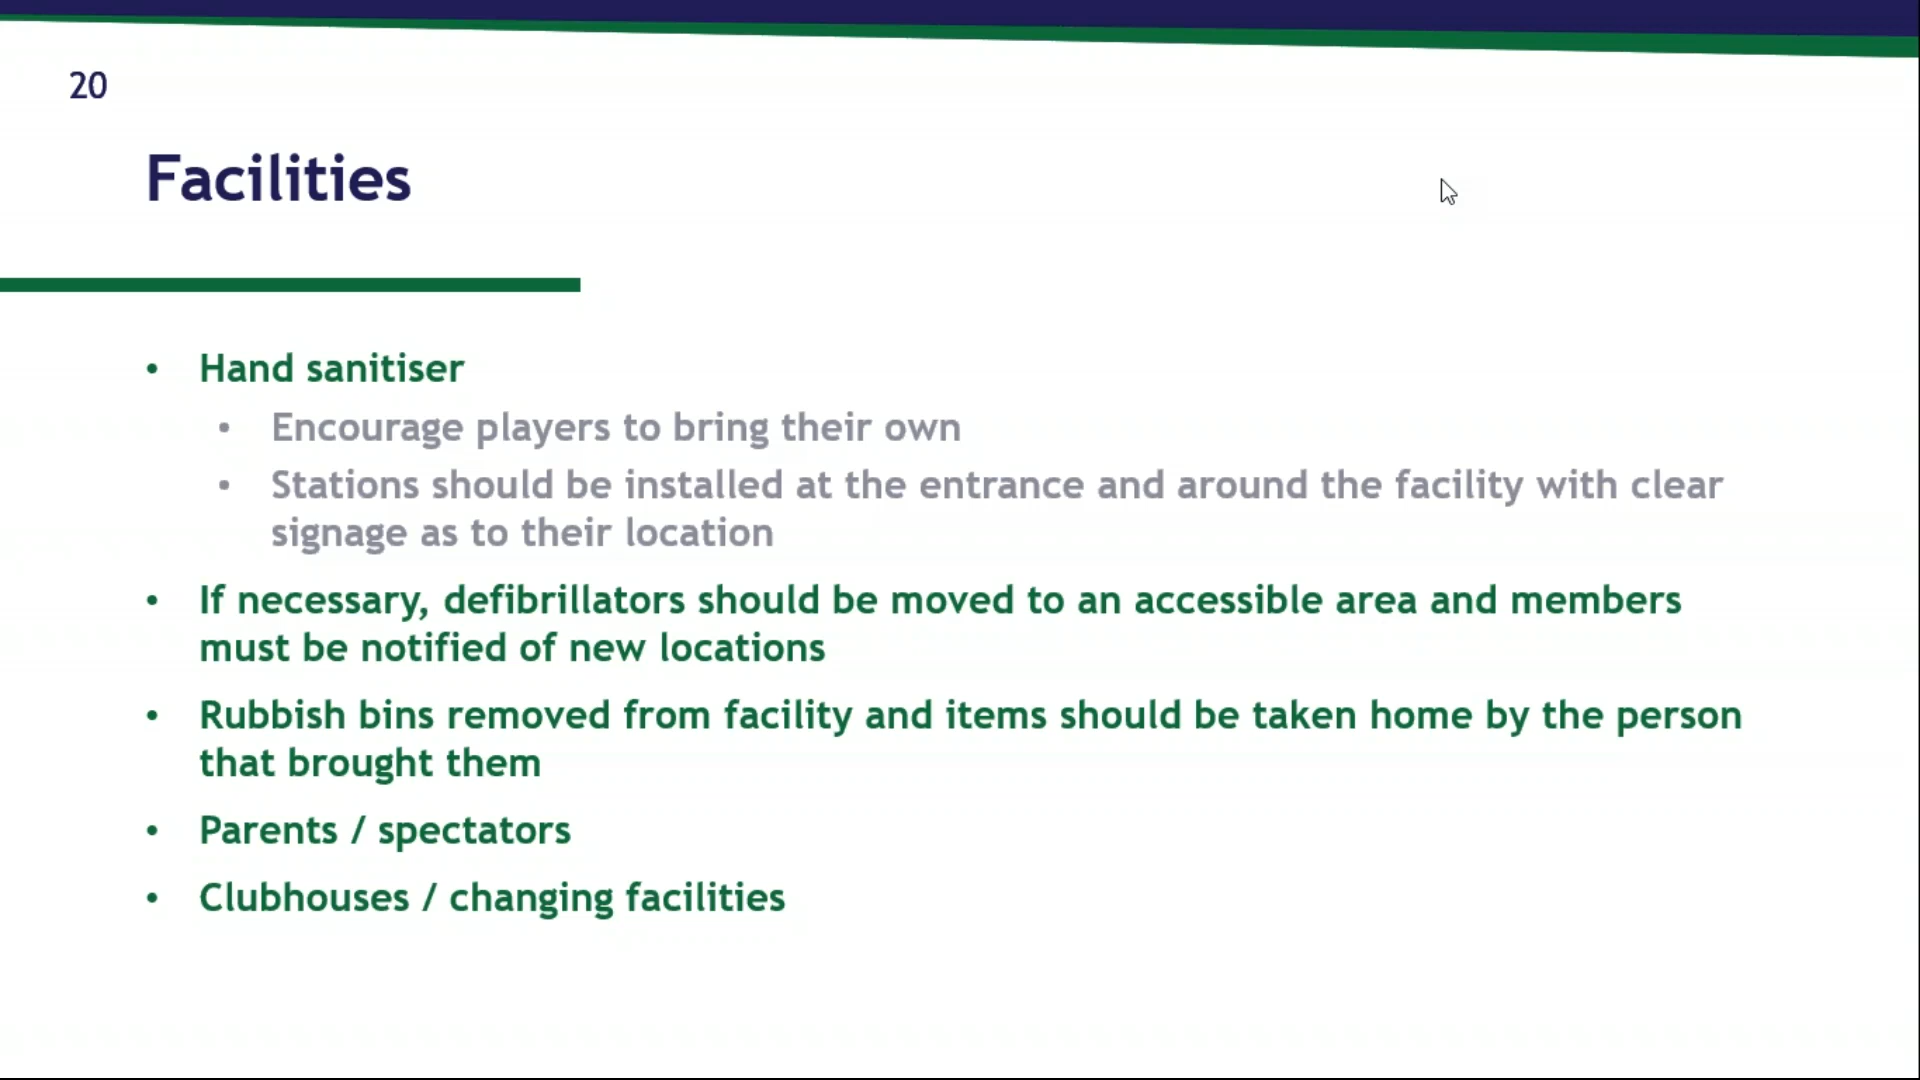 20
Facilities
• Hand sanitiser
• Encourage players to bring their own
• Stations should be installed at the entrance and around the facility with clear
signage as to their location
• If necessary, defibrillators should be moved to an accessible area and members
must be notified of new locations
• Rubbish bins removed from facility and items should be taken home by the person
that brought them
• Parents / spectators
• Clubhouses / changing facilities